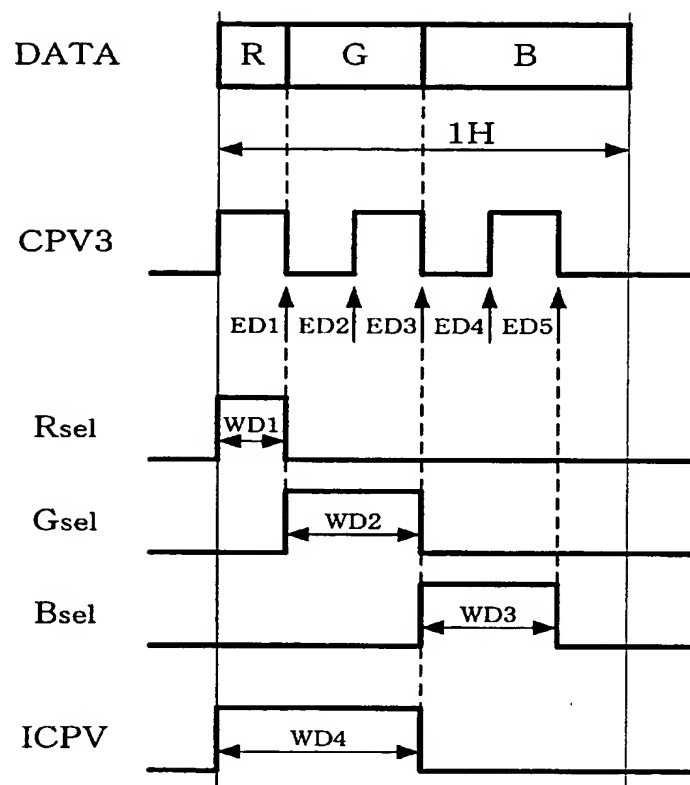 DATA R G B
1H
CPV3
ED1 ED2 ED3 ED4 ED5
Rsel WD1
Gsel WD2
Bsel WD3
ICPV WD4